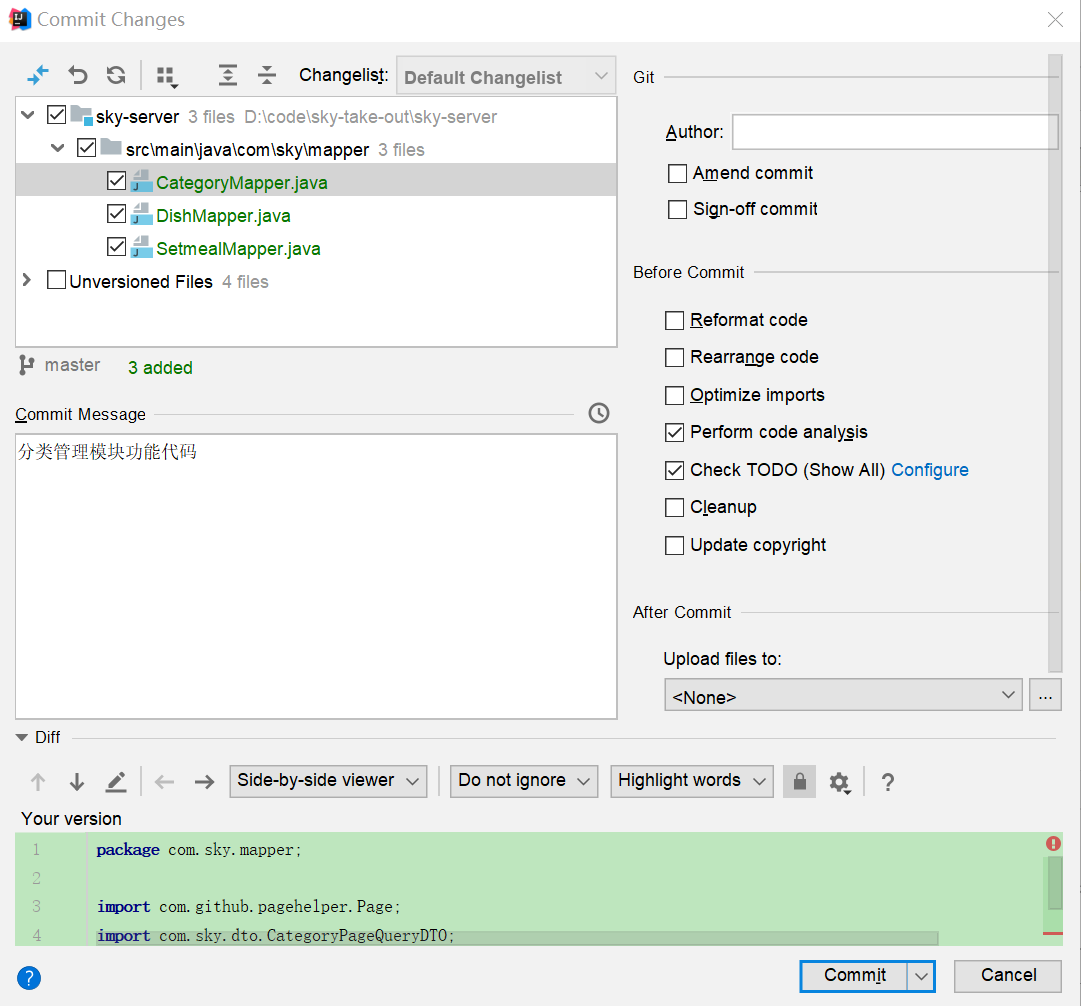 Commit Changes
Changelist: Default Changelist
sky-server 3 files D:\code\sky-take-out\sky-server
src\main\java\com\sky\mapper 3 files
CategoryMapper.java
DishMapper.java
SetmealMapper.java
Unversioned Files 4 files
master 3 added
Commit Message
分类管理模块功能代码
Git
Author:
Amend commit
Sign-off commit
Before Commit
Reformat code
Rearrange code
Optimize imports
Perform code analysis
Check TODO (Show All) Configure
Cleanup
Update copyright
After Commit
Upload files to:
<None> ...
Diff
Side-by-side viewer Do not ignore Highlight words ?
Your version
1 package com.sky.mapper;
2
3 import com.github.pagehelper.Page;
4 import com.sky.dto.CategoryPageQueryDTO;
? Commit Cancel